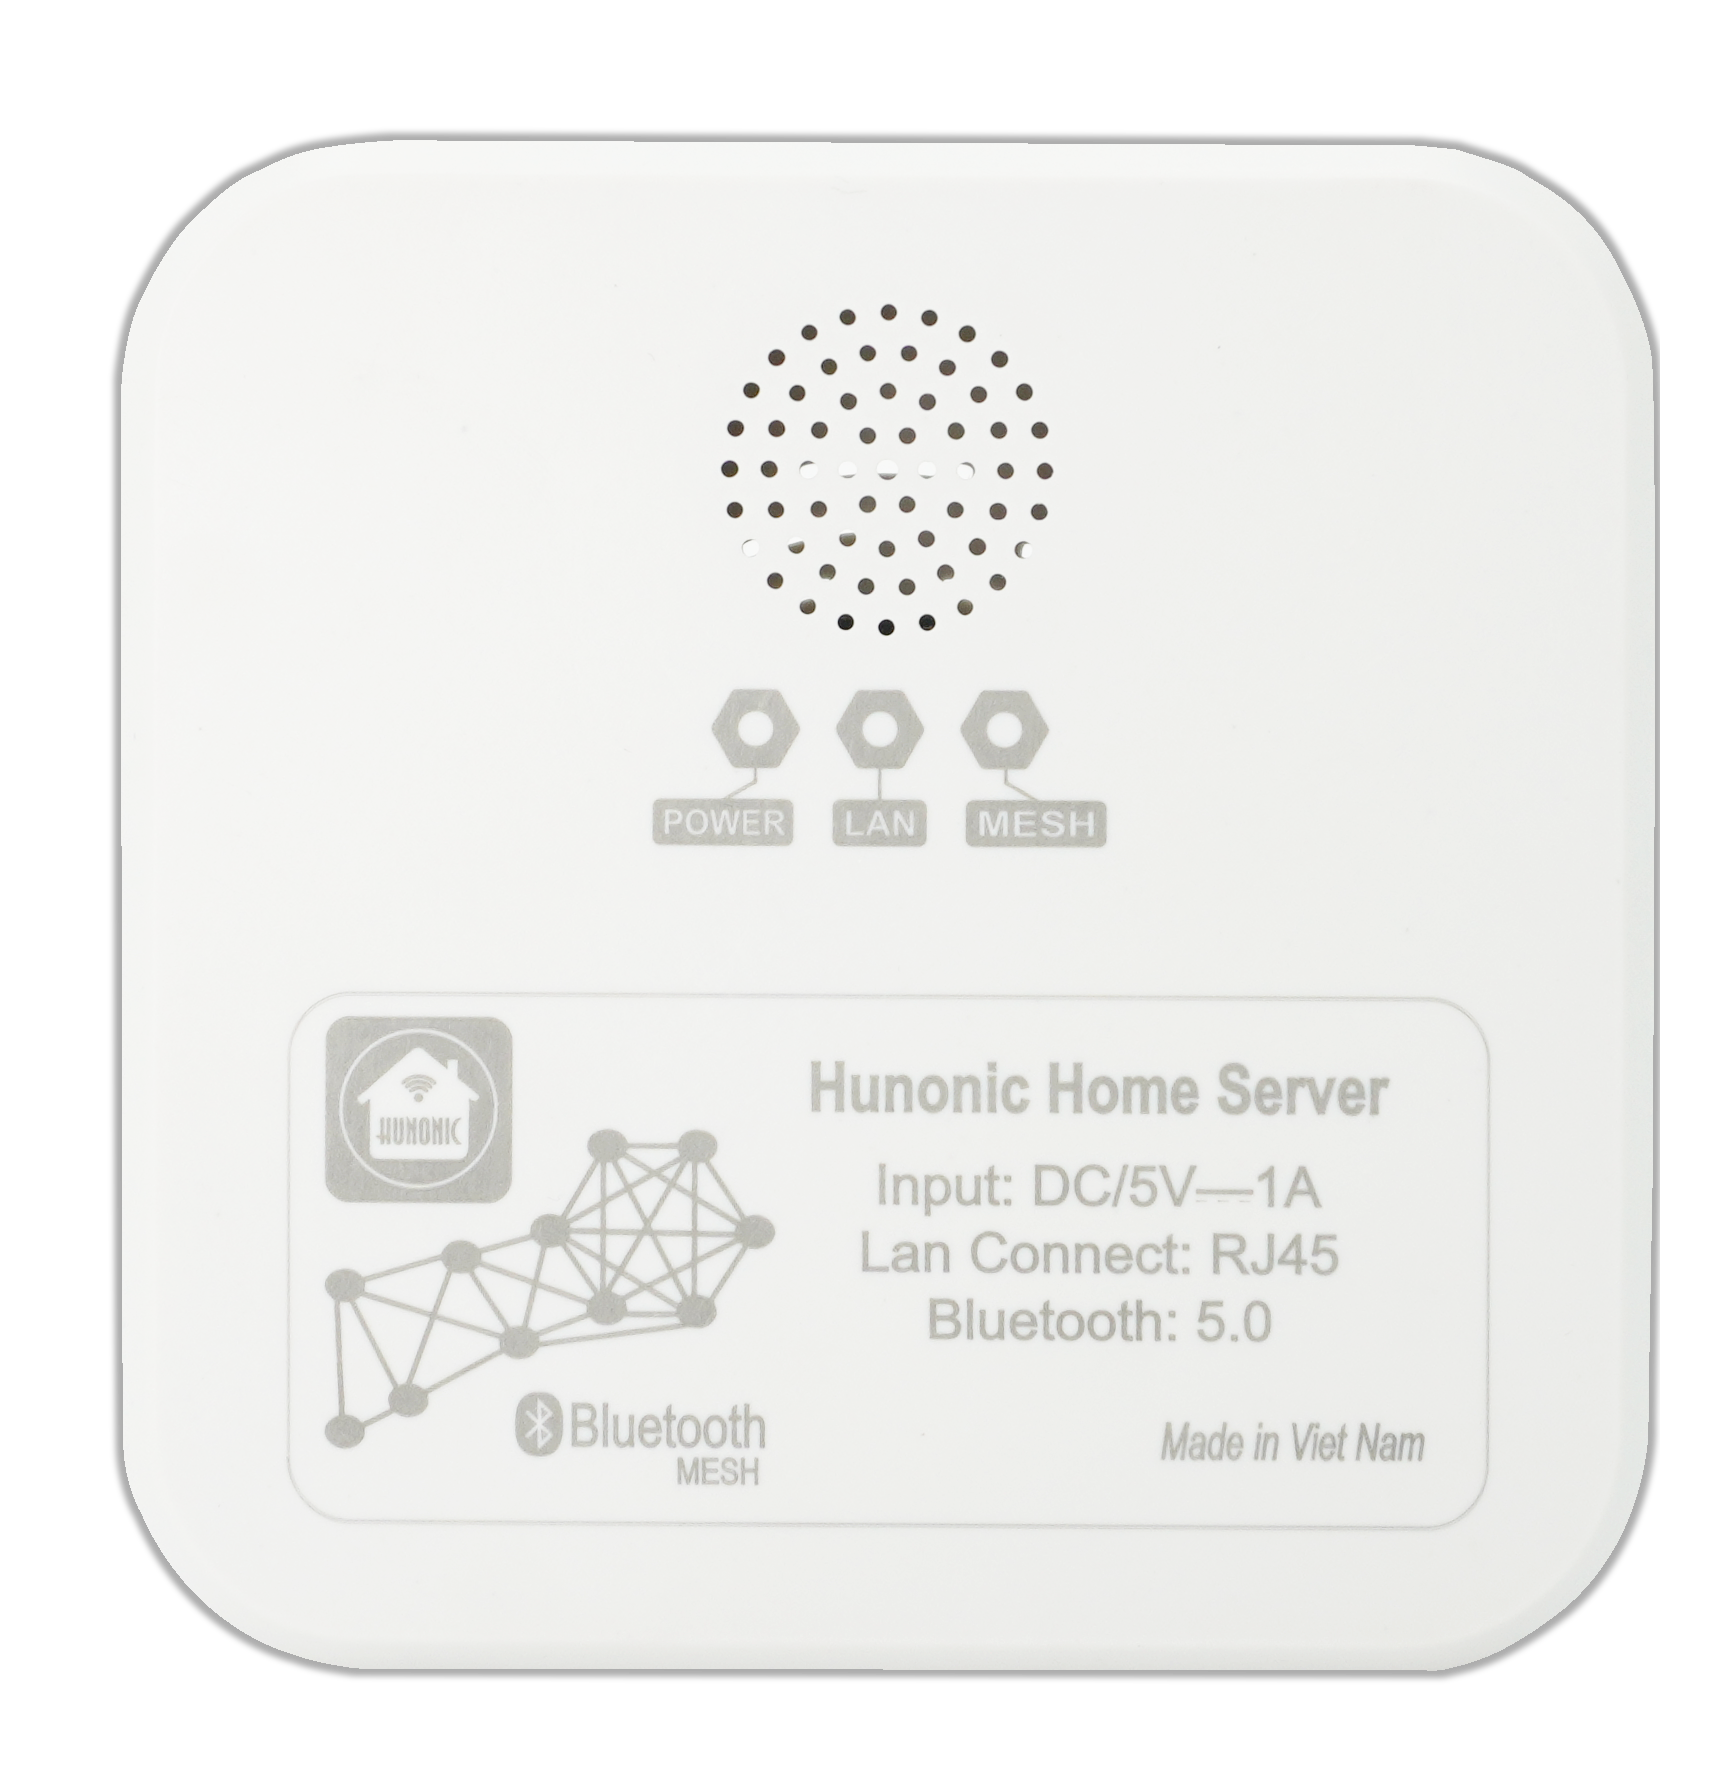 POWER LAN MESH
HUNONIC
Hunonic Home Server
Input: DC/5V—1A
Lan Connect: RJ45
Bluetooth: 5.0
Bluetooth
MESH
Made in Viet Nam